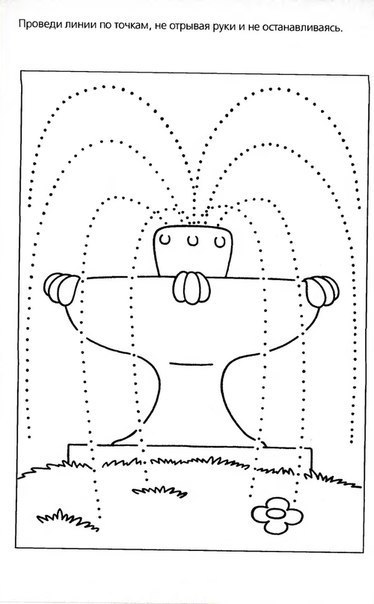 Проведи линии по точкам, не отрывая руки и не останавливаясь.